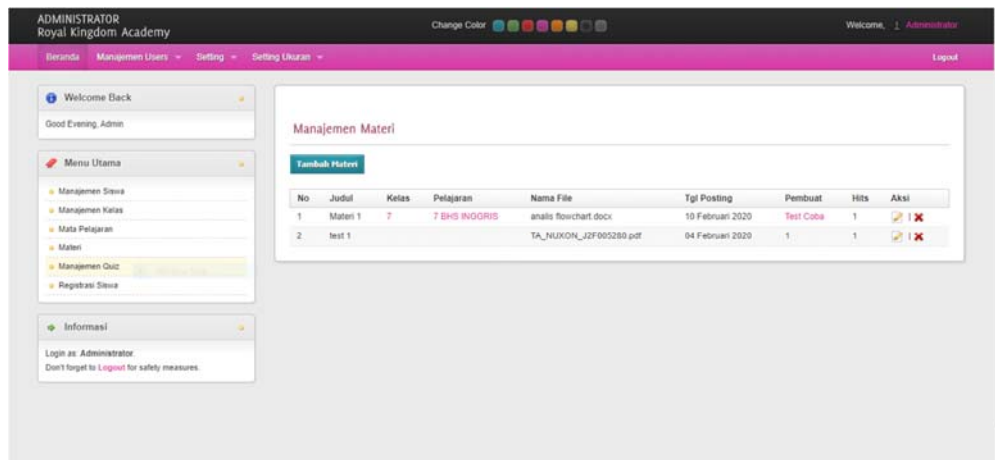 ADMINISTRATOR
Royal Kingdom Academy
Change Color
Welcome, Administrator
Beranda Manajemen Users Setting Setting Ukuran Logout
Welcome Back
Good Evening, Admin
Menu Utama
Manajemen Siswa
Manajemen Kelas
Mata Pelajaran
Materi
Manajemen Quiz
Registrasi Siswa
Informasi
Login as: Administrator.
Don't forget to Logout for safety measures.
Manajemen Materi
Tambah Materi
No Judul Kelas Pelajaran Nama File Tgl Posting Pembuat Hits Aksi
1 Materi 1 7 7 BHS INGGRIS analis flowchart.docx 10 Februari 2020 Test Coba 1 |
2 test 1 TA_NUXON_J2F005280.pdf 04 Februari 2020 1 1 |